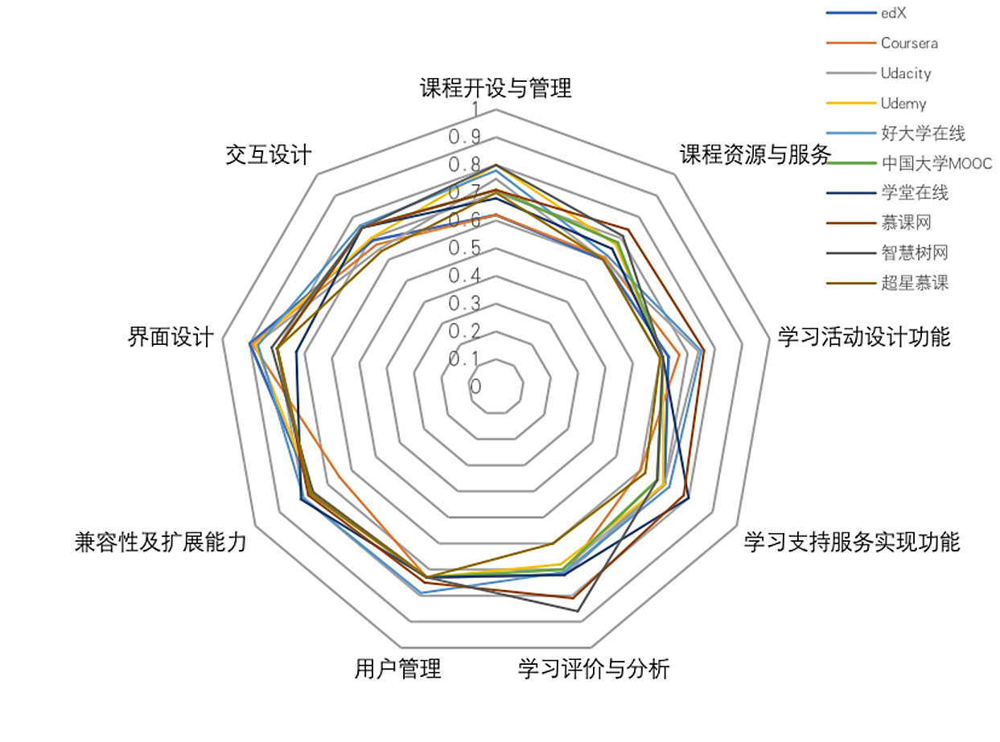 edX
Coursera
Udacity
Udemy
好大学在线
中国大学MOOC
学堂在线
慕课网
智慧树网
超星慕课
课程开设与管理
课程资源与服务
学习活动设计功能
学习支持服务实现功能
学习评价与分析
用户管理
兼容性及扩展能力
界面设计
交互设计
1
0.9
0.8
0.7
0.6
0.5
0.4
0.3
0.2
0.1
0